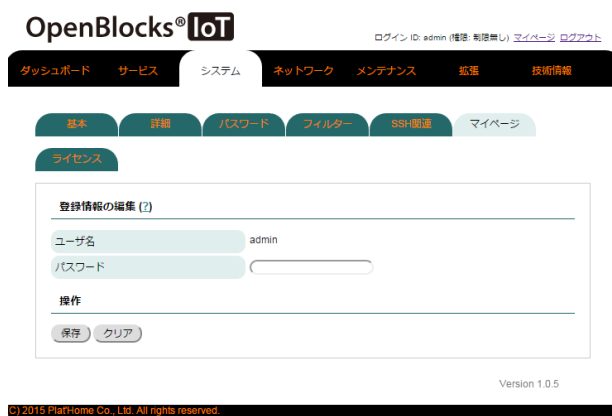 OpenBlocks® IoT
ログイン ID: admin (権限: 制限無し) マイページ ログアウト
ダッシュボード サービス システム ネットワーク メンテナンス 拡張 技術情報
基本 詳細 パスワード フィルター SSH関連 マイページ
ライセンス
登録情報の編集 (?)
ユーザ名 admin
パスワード
操作
保存 クリア
Version 1.0.5
C) 2015 Plat'Home Co., Ltd. All rights reserved.